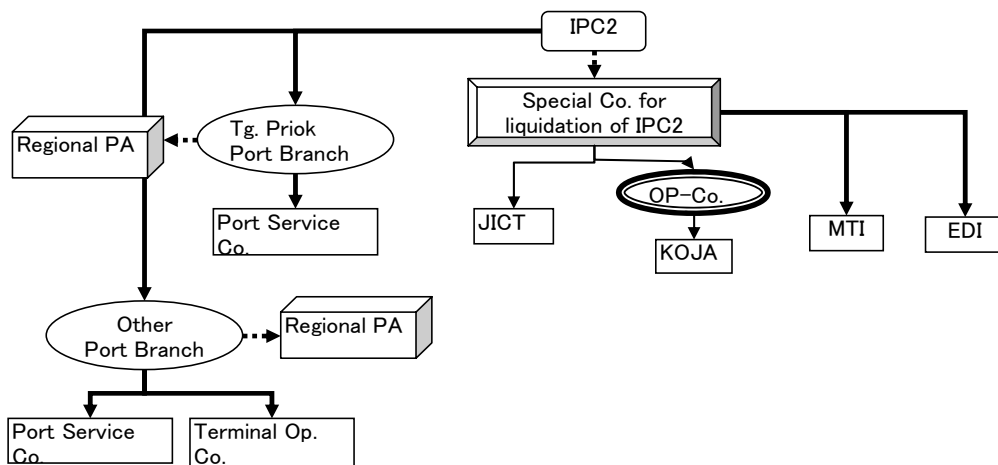 IPC2
Special Co. for
liquidation of IPC2
Regional PA
Tg. Priok
Port Branch
Port Service
Co.
JICT
OP-Co.
KOJA
MTI
EDI
Other
Port Branch
Regional PA
Port Service
Co.
Terminal Op.
Co.